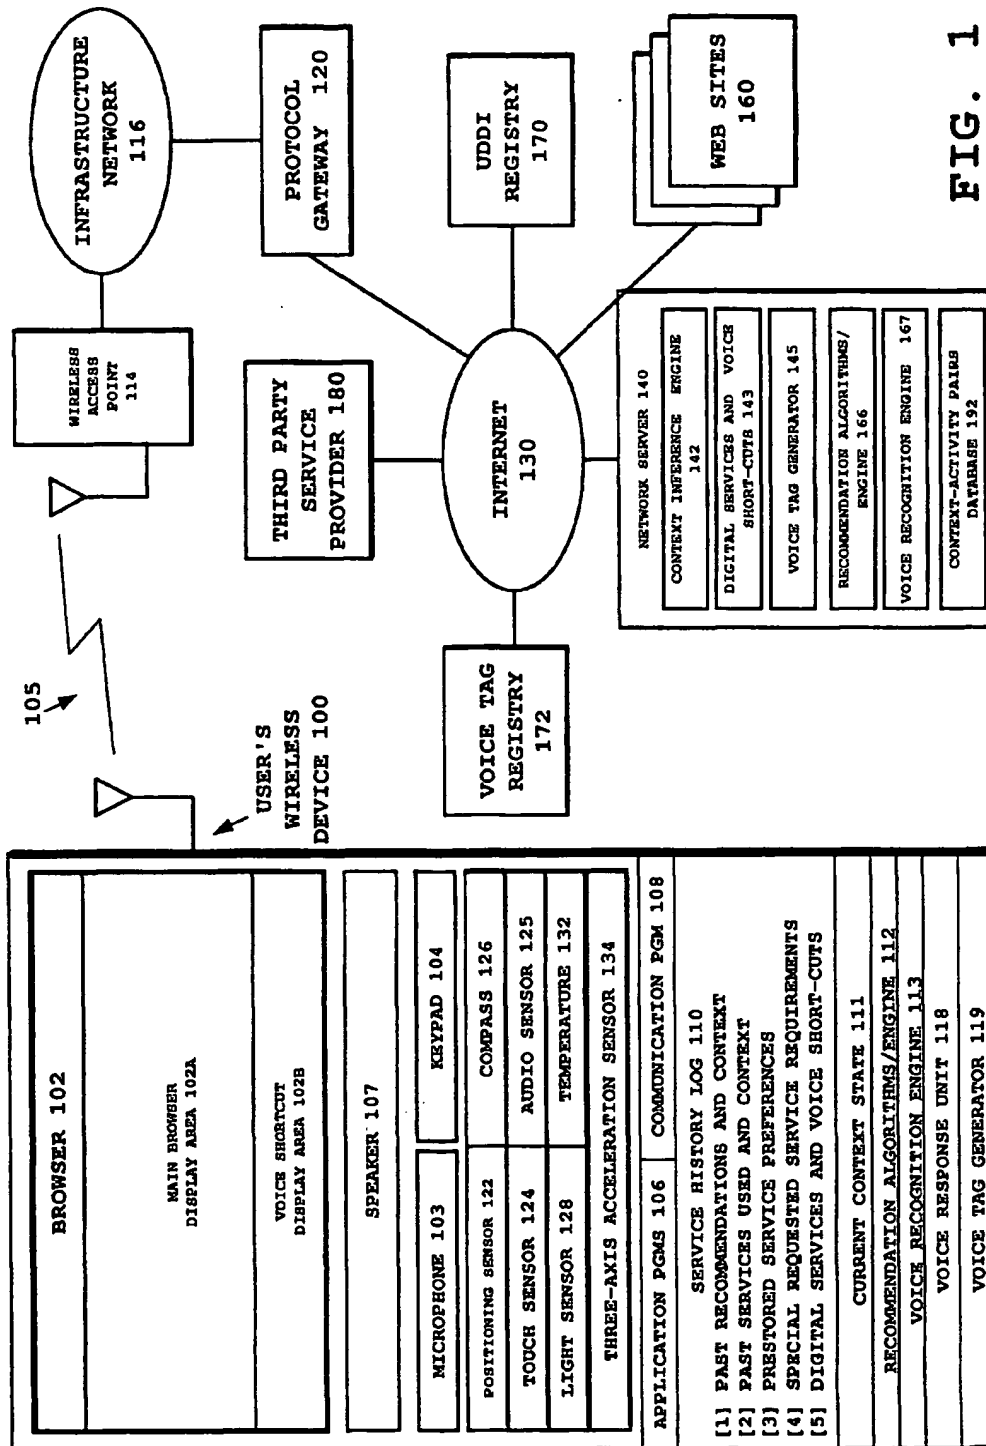 BROWSER 102
MAIN BROWSER
DISPLAY AREA 102A
VOICE SHORTCUT
DISPLAY AREA 102B
SPEAKER 107
MICROPHONE 103
KEYPAD 104
POSITIONING SENSOR 122
COMPASS 126
TOUCH SENSOR 124
AUDIO SENSOR 125
LIGHT SENSOR 128
TEMPERATURE 132
THREE-AXIS ACCELERATION SENSOR 134
APPLICATION PGMS 106
COMMUNICATION PGM 108
SERVICE HISTORY LOG 110
[1] PAST RECOMMENDATIONS AND CONTEXT
[2] PAST SERVICES USED AND CONTEXT
[3] PRESTORED SERVICE PREFERENCES
[4] SPECIAL REQUESTED SERVICE REQUIREMENTS
[5] DIGITAL SERVICES AND VOICE SHORT-CUTS
CURRENT CONTEXT STATE 111
RECOMMENDATION ALGORITHMS/ENGINE 112
VOICE RECOGNITION ENGINE 113
VOICE RESPONSE UNIT 118
VOICE TAG GENERATOR 119
105
USER'S
WIRELESS
DEVICE 100
WIRELESS
ACCESS
POINT
114
INFRASTRUCTURE
NETWORK
116
THIRD PARTY
SERVICE
PROVIDER 180
PROTOCOL
GATEWAY 120
VOICE TAG
REGISTRY
172
INTERNET
130
UDDI
REGISTRY
170
WEB SITES
160
NETWORK SERVER 140
CONTEXT INFERENCE ENGINE
142
DIGITAL SERVICES AND VOICE
SHORT-CUTS 143
VOICE TAG GENERATOR 145
RECOMMENDATION ALGORITHMS/
ENGINE 166
VOICE RECOGNITION ENGINE 167
CONTEXT-ACTIVITY PAIRS
DATABASE 192
FIG. 1